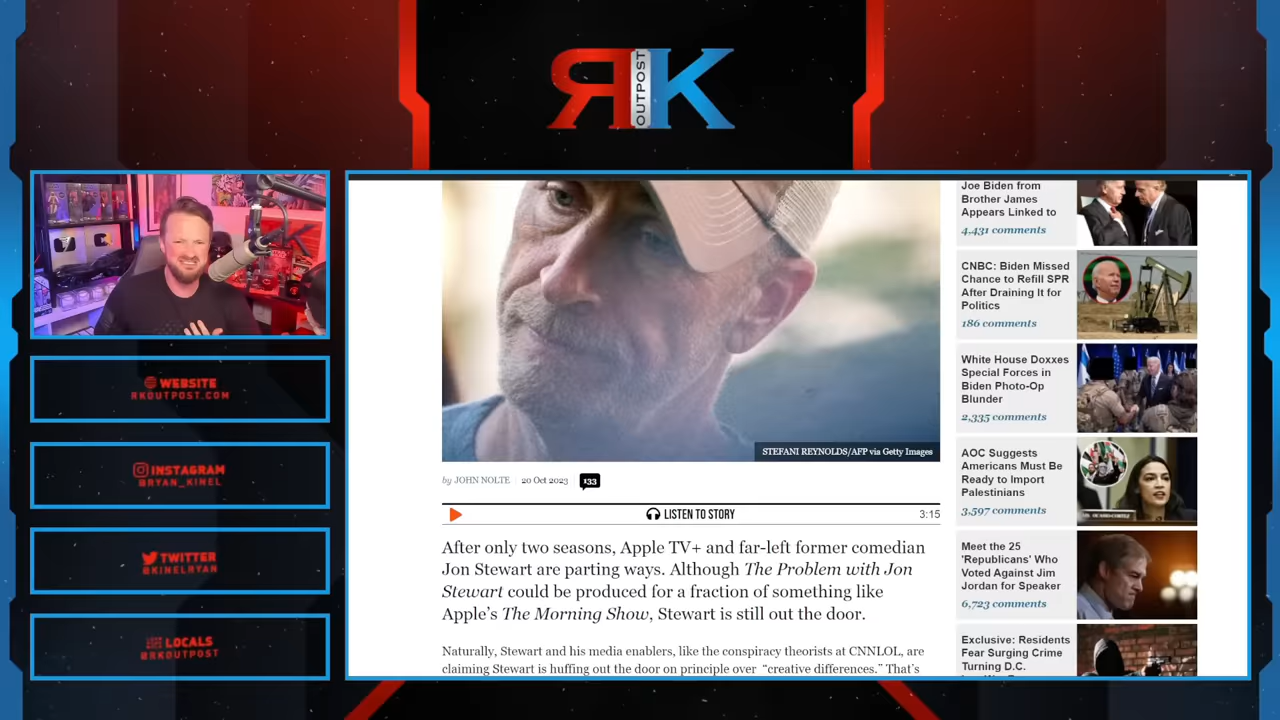 RK
OUTPOST
WEBSITE
RKOUTPOST.COM
INSTAGRAM
@RYAN_KINEL
TWITTER
@KINELRYAN
LOCALS
@RKOUTPOST
STEFANI REYNOLDS/AFP via Getty Images
by JOHN NOLTE | 20 Oct 2023 133
LISTEN TO STORY 3:15
After only two seasons, Apple TV+ and far-left former comedian
Jon Stewart are parting ways. Although The Problem with Jon
Stewart could be produced for a fraction of something like
Apple's The Morning Show, Stewart is still out the door.
Naturally, Stewart and his media enablers, like the conspiracy theorists at CNNLOL, are
claiming Stewart is huffing out the door on principle over “creative differences.” That's
Joe Biden from
Brother James
Appears Linked to
4,431 comments
CNBC: Biden Missed
Chance to Refill SPR
After Draining It for
Politics
186 comments
White House Doxxes
Special Forces in
Biden Photo-Op
Blunder
2,335 comments
AOC Suggests
Americans Must Be
Ready to Import
Palestinians
3,597 comments
Meet the 25
'Republicans' Who
Voted Against Jim
Jordan for Speaker
6,723 comments
Exclusive: Residents
Fear Surging Crime
Turning D.C.